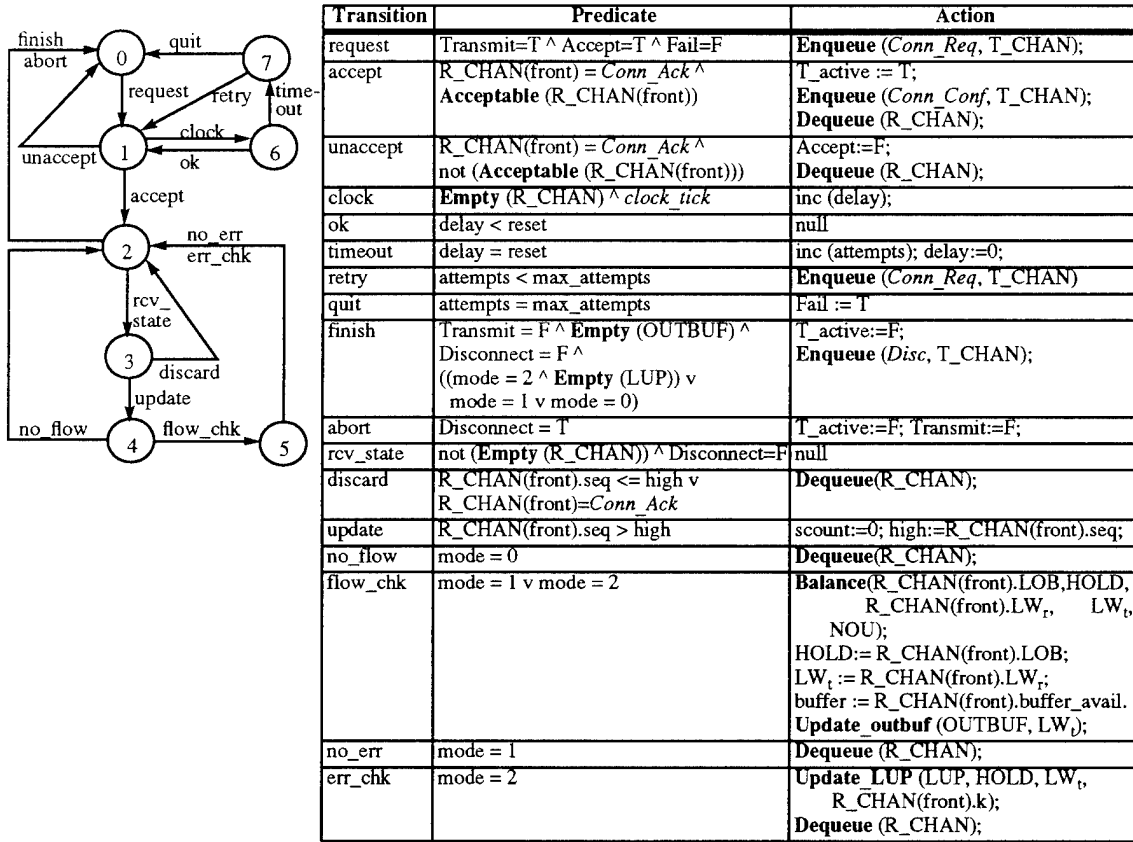 finish
abort
quit
0
7
request
retry
time-
out
clock
unaccept
1
ok
6
accept
no_err
2
err_chk
rcv_
state
3
discard
update
no_flow
4
flow_chk
5
Transition Predicate Action
request Transmit=T ^ Accept=T ^ Fail=F Enqueue (Conn_Req, T_CHAN);
accept R_CHAN(front) = Conn_Ack ^ T_active := T;
Acceptable (R_CHAN(front)) Enqueue (Conn_Conf, T_CHAN);
Dequeue (R_CHAN);
unaccept R_CHAN(front) = Conn_Ack ^ Accept:=F;
not (Acceptable (R_CHAN(front))) Dequeue (R_CHAN);
clock Empty (R_CHAN) ^ clock_tick inc (delay);
ok delay < reset null
timeout delay = reset inc (attempts); delay:=0;
retry attempts < max_attempts Enqueue (Conn_Req, T_CHAN)
quit attempts = max_attempts Fail := T
finish Transmit = F ^ Empty (OUTBUF) ^ T_active:=F;
Disconnect = F ^ Enqueue (Disc, T_CHAN);
((mode = 2 ^ Empty (LUP)) v
mode = 1 v mode = 0)
abort Disconnect = T T_active:=F; Transmit:=F;
rcv_state not (Empty (R_CHAN)) ^ Disconnect=F null
discard R_CHAN(front).seq <= high v Dequeue(R_CHAN);
R_CHAN(front)=Conn_Ack
update R_CHAN(front).seq > high scount:=0; high:=R_CHAN(front).seq;
no_flow mode = 0 Dequeue(R_CHAN);
flow_chk mode = 1 v mode = 2 Balance(R_CHAN(front).LOB,HOLD,
R_CHAN(front).LWr, LWt,
NOU);
HOLD:= R_CHAN(front).LOB;
LWt := R_CHAN(front).LWr;
buffer := R_CHAN(front).buffer_avail.
Update_outbuf (OUTBUF, LWt);
no_err mode = 1 Dequeue (R_CHAN);
err_chk mode = 2 Update_LUP (LUP, HOLD, LWt,
R_CHAN(front).k);
Dequeue (R_CHAN);